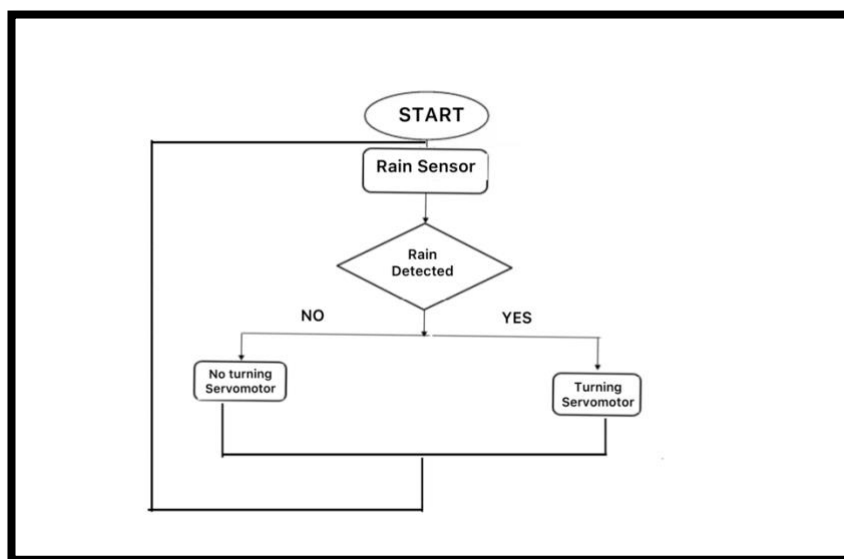 START
Rain Sensor
Rain
Detected
NO
YES
No turning
Servomotor
Turning
Servomotor